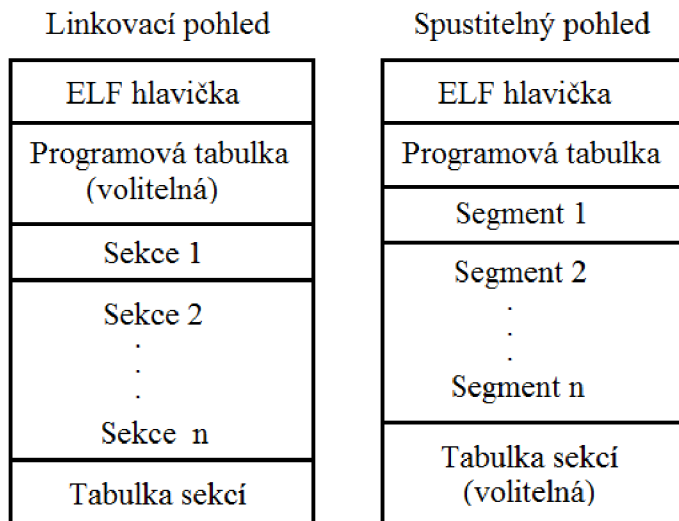 Linkovací pohled
ELF hlavička
Programová tabulka
(volitelná)
Sekce 1
Sekce 2
.
.
.
Sekce n
Tabulka sekcí
Spustitelný pohled
ELF hlavička
Programová tabulka
Segment 1
Segment 2
.
.
.
Segment n
Tabulka sekcí
(volitelná)